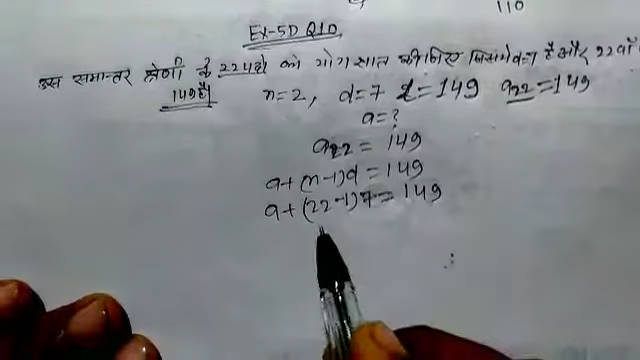 110
EX-5D Q10
उस समान्तर श्रेणी के 22 पदों का योग ज्ञात कीजिए जिसमें d=7 है और 22वाँ
149 है।
n=2, d=7 l=149 a22=149
a=?
a22 = 149
a+(n-1)d = 149
a+(22-1)7 = 149